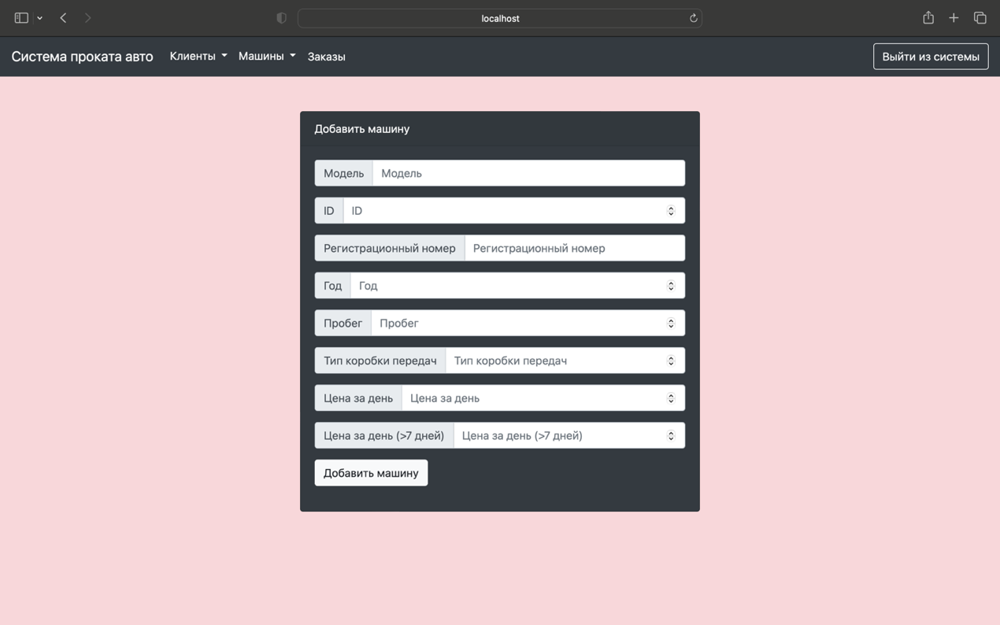 localhost
Система проката авто Клиенты Машины Заказы Выйти из системы
Добавить машину
Модель Модель
ID ID
Регистрационный номер Регистрационный номер
Год Год
Пробег Пробег
Тип коробки передач Тип коробки передач
Цена за день Цена за день
Цена за день (>7 дней) Цена за день (>7 дней)
Добавить машину